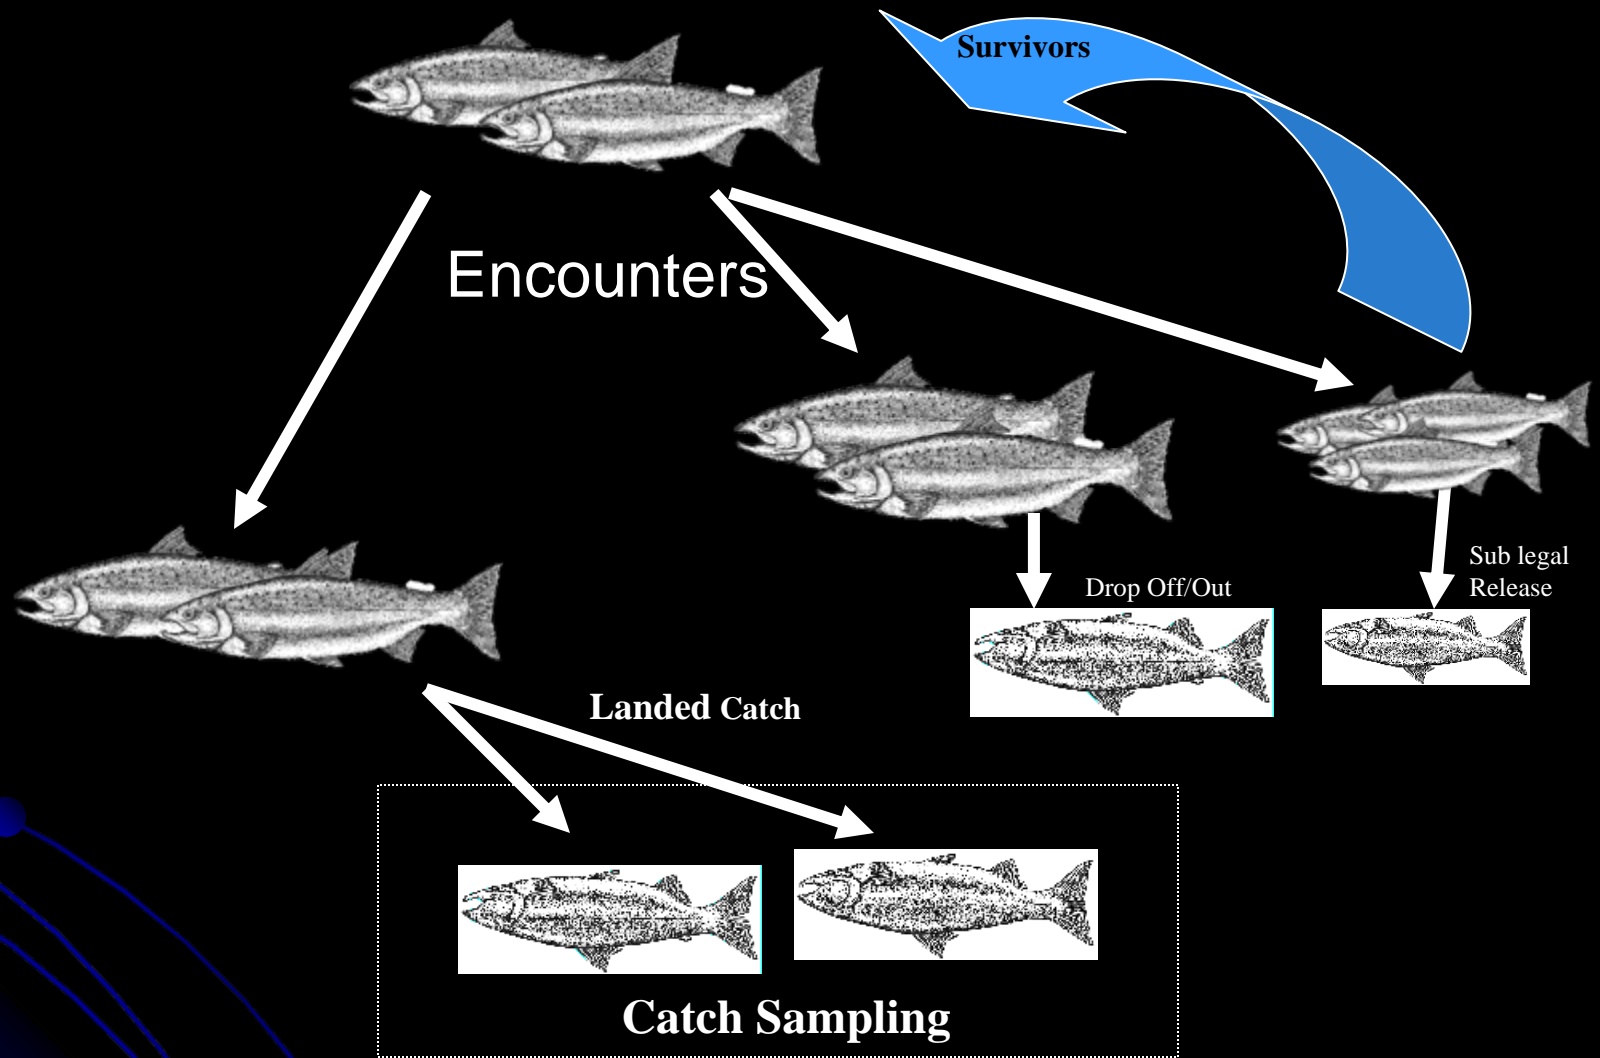 Survivors
Encounters
Sub legal
Release
Drop Off/Out
Landed Catch
Catch Sampling